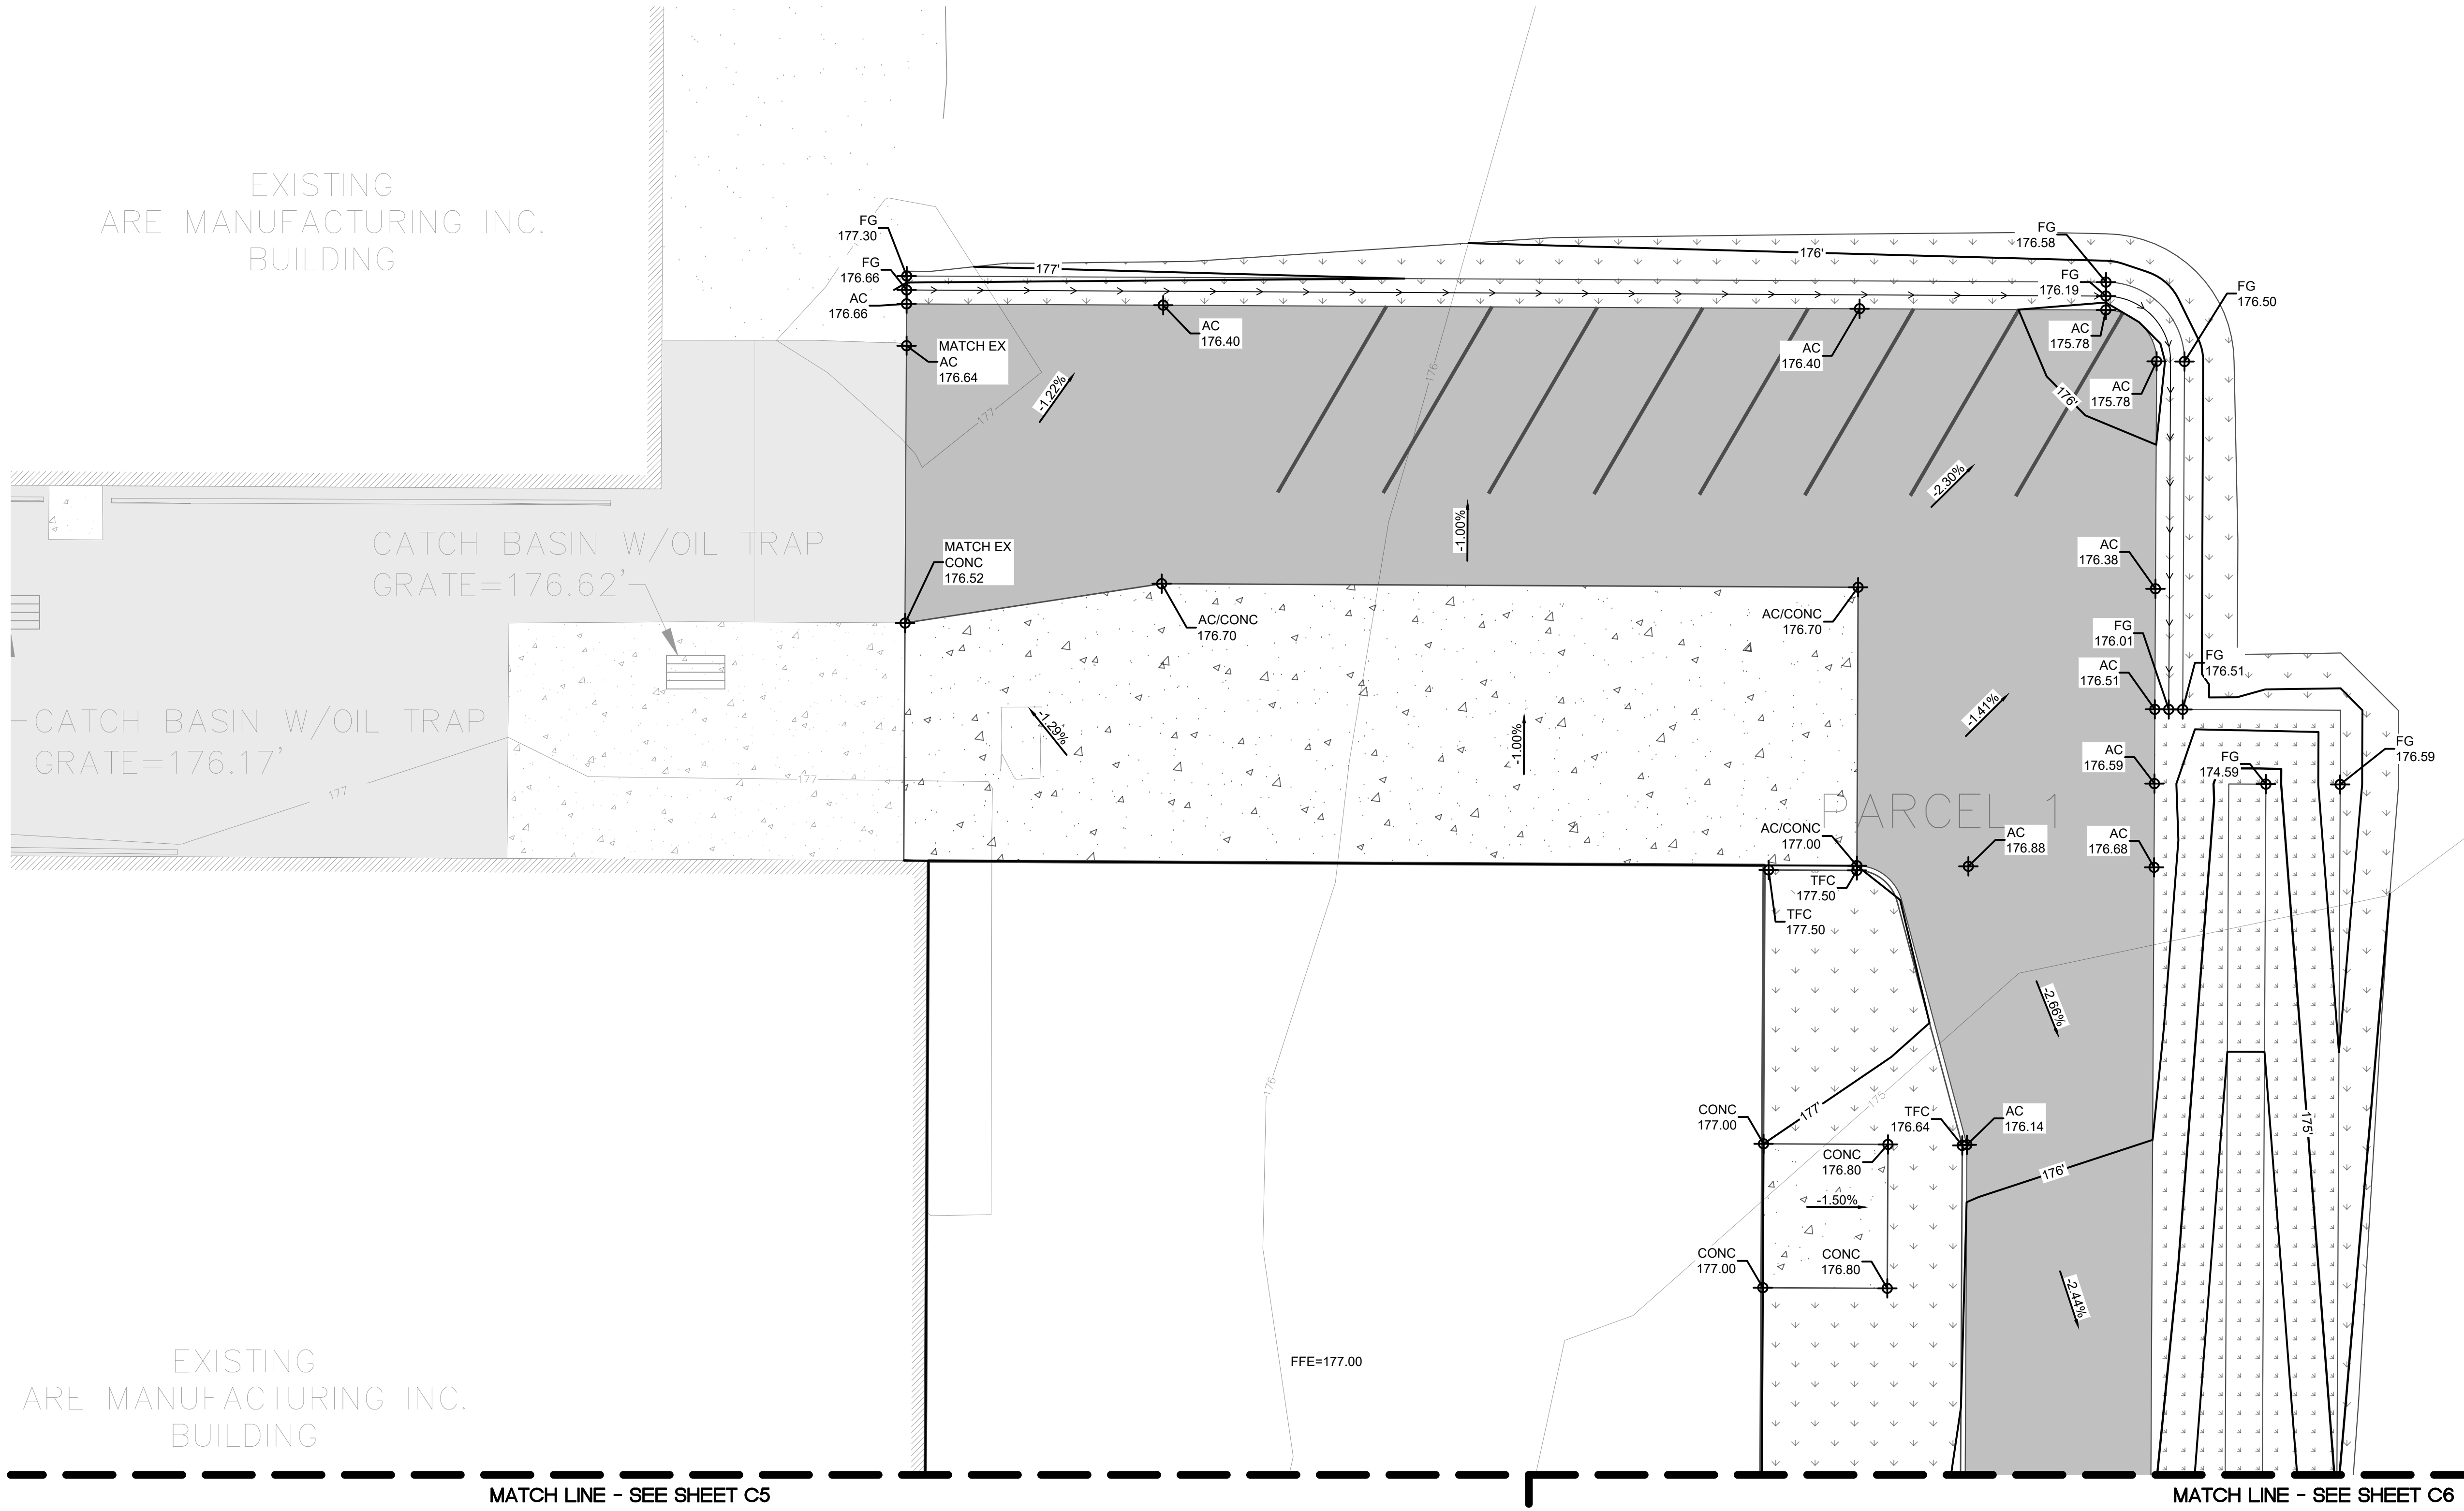 EXISTING
ARE MANUFACTURING INC.
BUILDING
FG
177.30
FG
176.66
AC
176.66
MATCH EX
AC
176.64
177'
176'
FG
176.58
FG
176.19
FG
176.50
AC
176.40
AC
176.40
AC
175.78
AC
175.78
176'
-1.22%
177
176
-2.30%
-1.00%
CATCH BASIN W/OIL TRAP
GRATE=176.62'
MATCH EX
CONC
176.52
AC/CONC
176.70
AC/CONC
176.70
AC
176.38
FG
176.01
AC
176.51
FG
176.51
CATCH BASIN W/OIL TRAP
GRATE=176.17'
-1.29%
-1.00%
-1.41%
177
177
AC
176.59
FG
174.59
FG
176.59
PARCEL 1
AC/CONC
177.00
AC
176.88
AC
176.68
TFC
177.50
TFC
177.50
-2.66%
176
175
177'
CONC
177.00
TFC
176.64
AC
176.14
175'
CONC
176.80
176'
-1.50%
CONC
177.00
CONC
176.80
-2.44%
FFE=177.00
EXISTING
ARE MANUFACTURING INC.
BUILDING
MATCH LINE - SEE SHEET C5
MATCH LINE - SEE SHEET C6